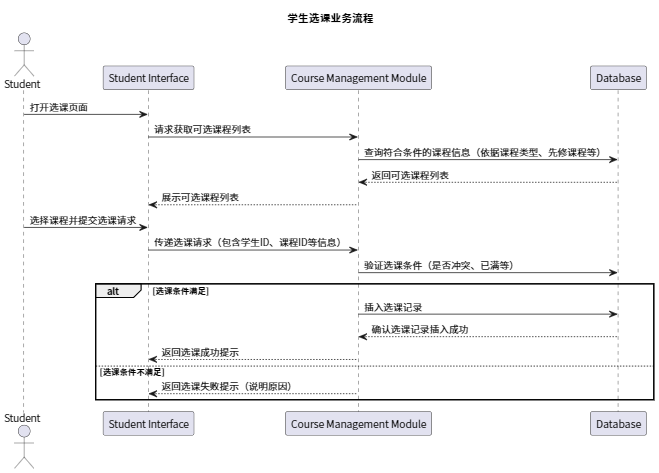 学生选课业务流程
Student
Student Interface
Course Management Module
Database
打开选课页面
请求获取可选课程列表
查询符合条件的课程信息（依据课程类型、先修课程等）
返回可选课程列表
展示可选课程列表
选择课程并提交选课请求
传递选课请求（包含学生ID、课程ID等信息）
验证选课条件（是否冲突、已满等）
alt [选课条件满足]
插入选课记录
确认选课记录插入成功
返回选课成功提示
[选课条件不满足]
返回选课失败提示（说明原因）
Student
Student Interface
Course Management Module
Database